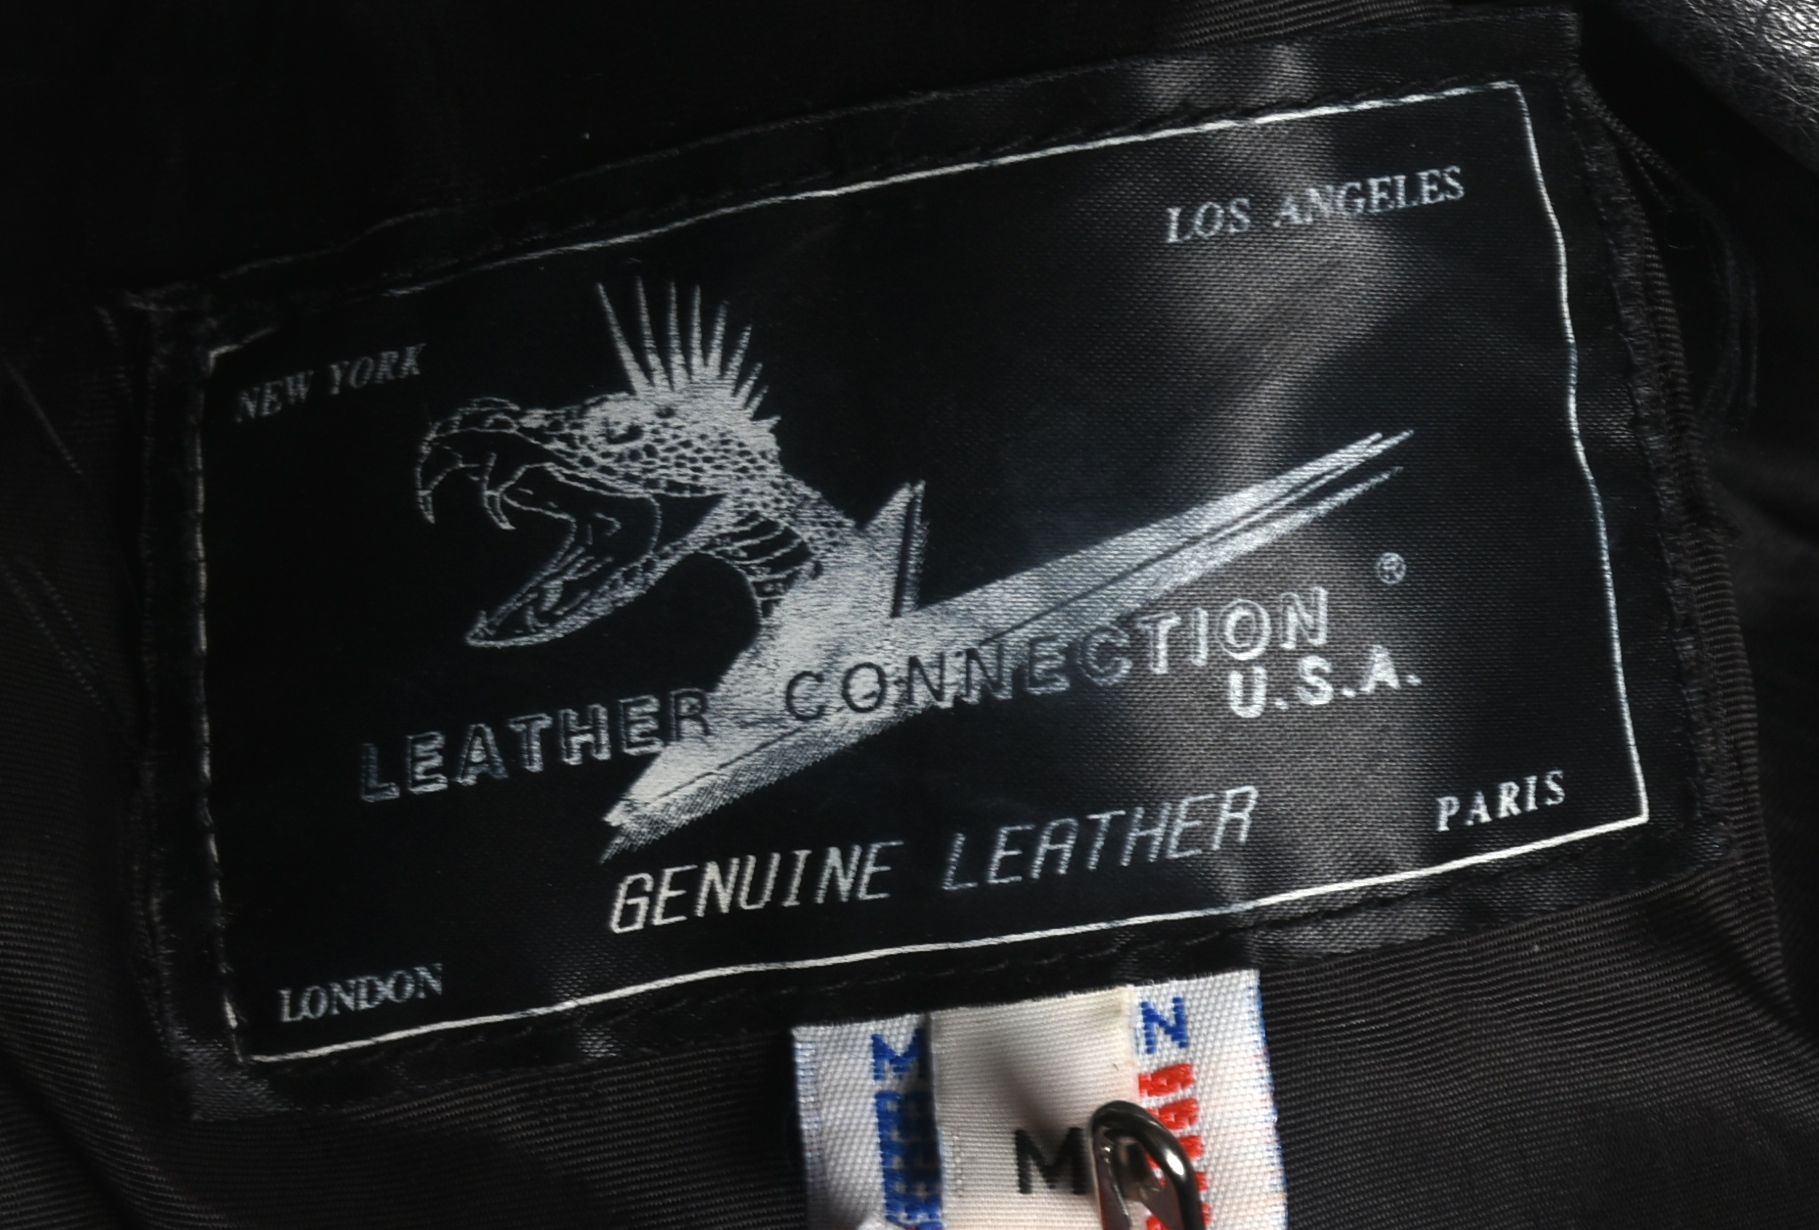 LOS ANGELES
NEW YORK
LEATHER CONNECTION ®
U.S.A.
GENUINE LEATHER
PARIS
LONDON
M